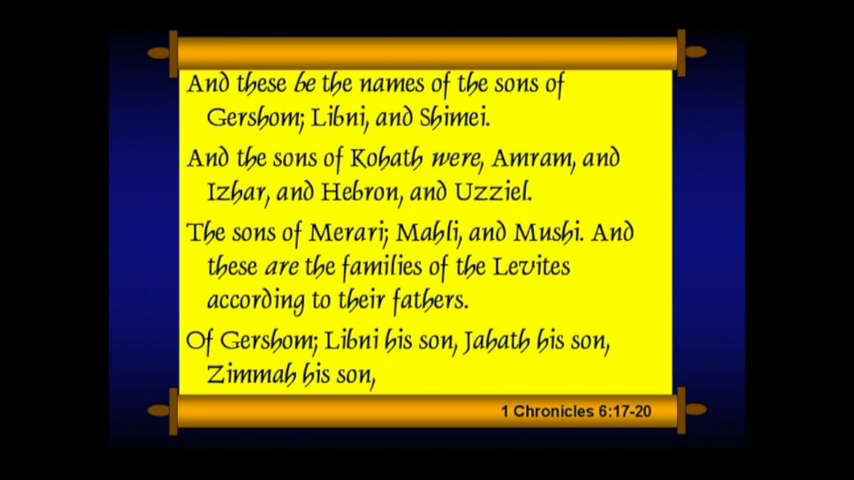 And these be the names of the sons of
Gershom; Libni, and Shimei.
And the sons of Kohath were, Amram, and
Izhar, and Hebron, and Uzziel.
The sons of Merari; Mahli, and Mushi. And
these are the families of the Levites
according to their fathers.
Of Gershom; Libni his son, Jahath his son,
Zimmah his son,
1 Chronicles 6:17-20